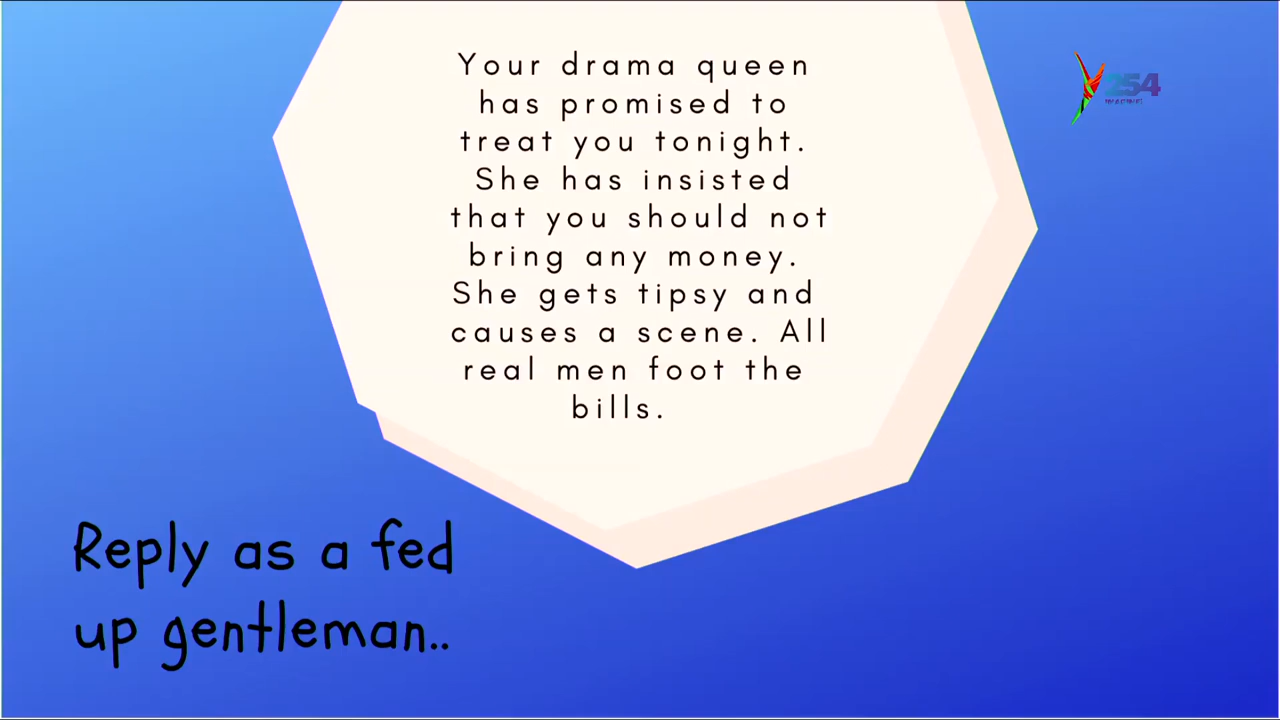 Your drama queen
has promised to
treat you tonight.
She has insisted
that you should not
bring any money.
She gets tipsy and
causes a scene. All
real men foot the
bills.
Y254
Reply as a fed
up gentleman..